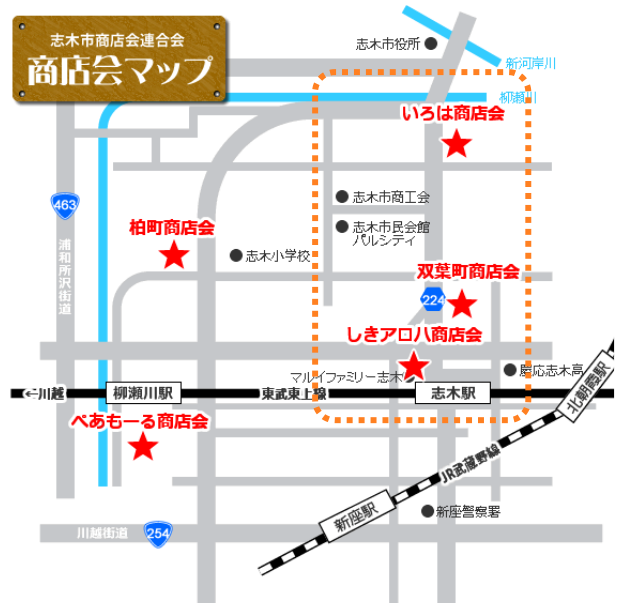 志木市商店会連合会
商店会マップ
志木市役所
新河岸川
柳瀬川
いろは商店会
463
志木市商工会
柏町商店会
志木市民会館
パルシティ
浦和所沢街道
志木小学校
双葉町商店会
224
しきアロハ商店会
マルイファミリー志木
慶応志木高
北朝霞駅
←川越
柳瀬川駅
東武東上線
志木駅
ぺあもーる商店会
JR武蔵野線
新座駅
新座警察署
川越街道
254